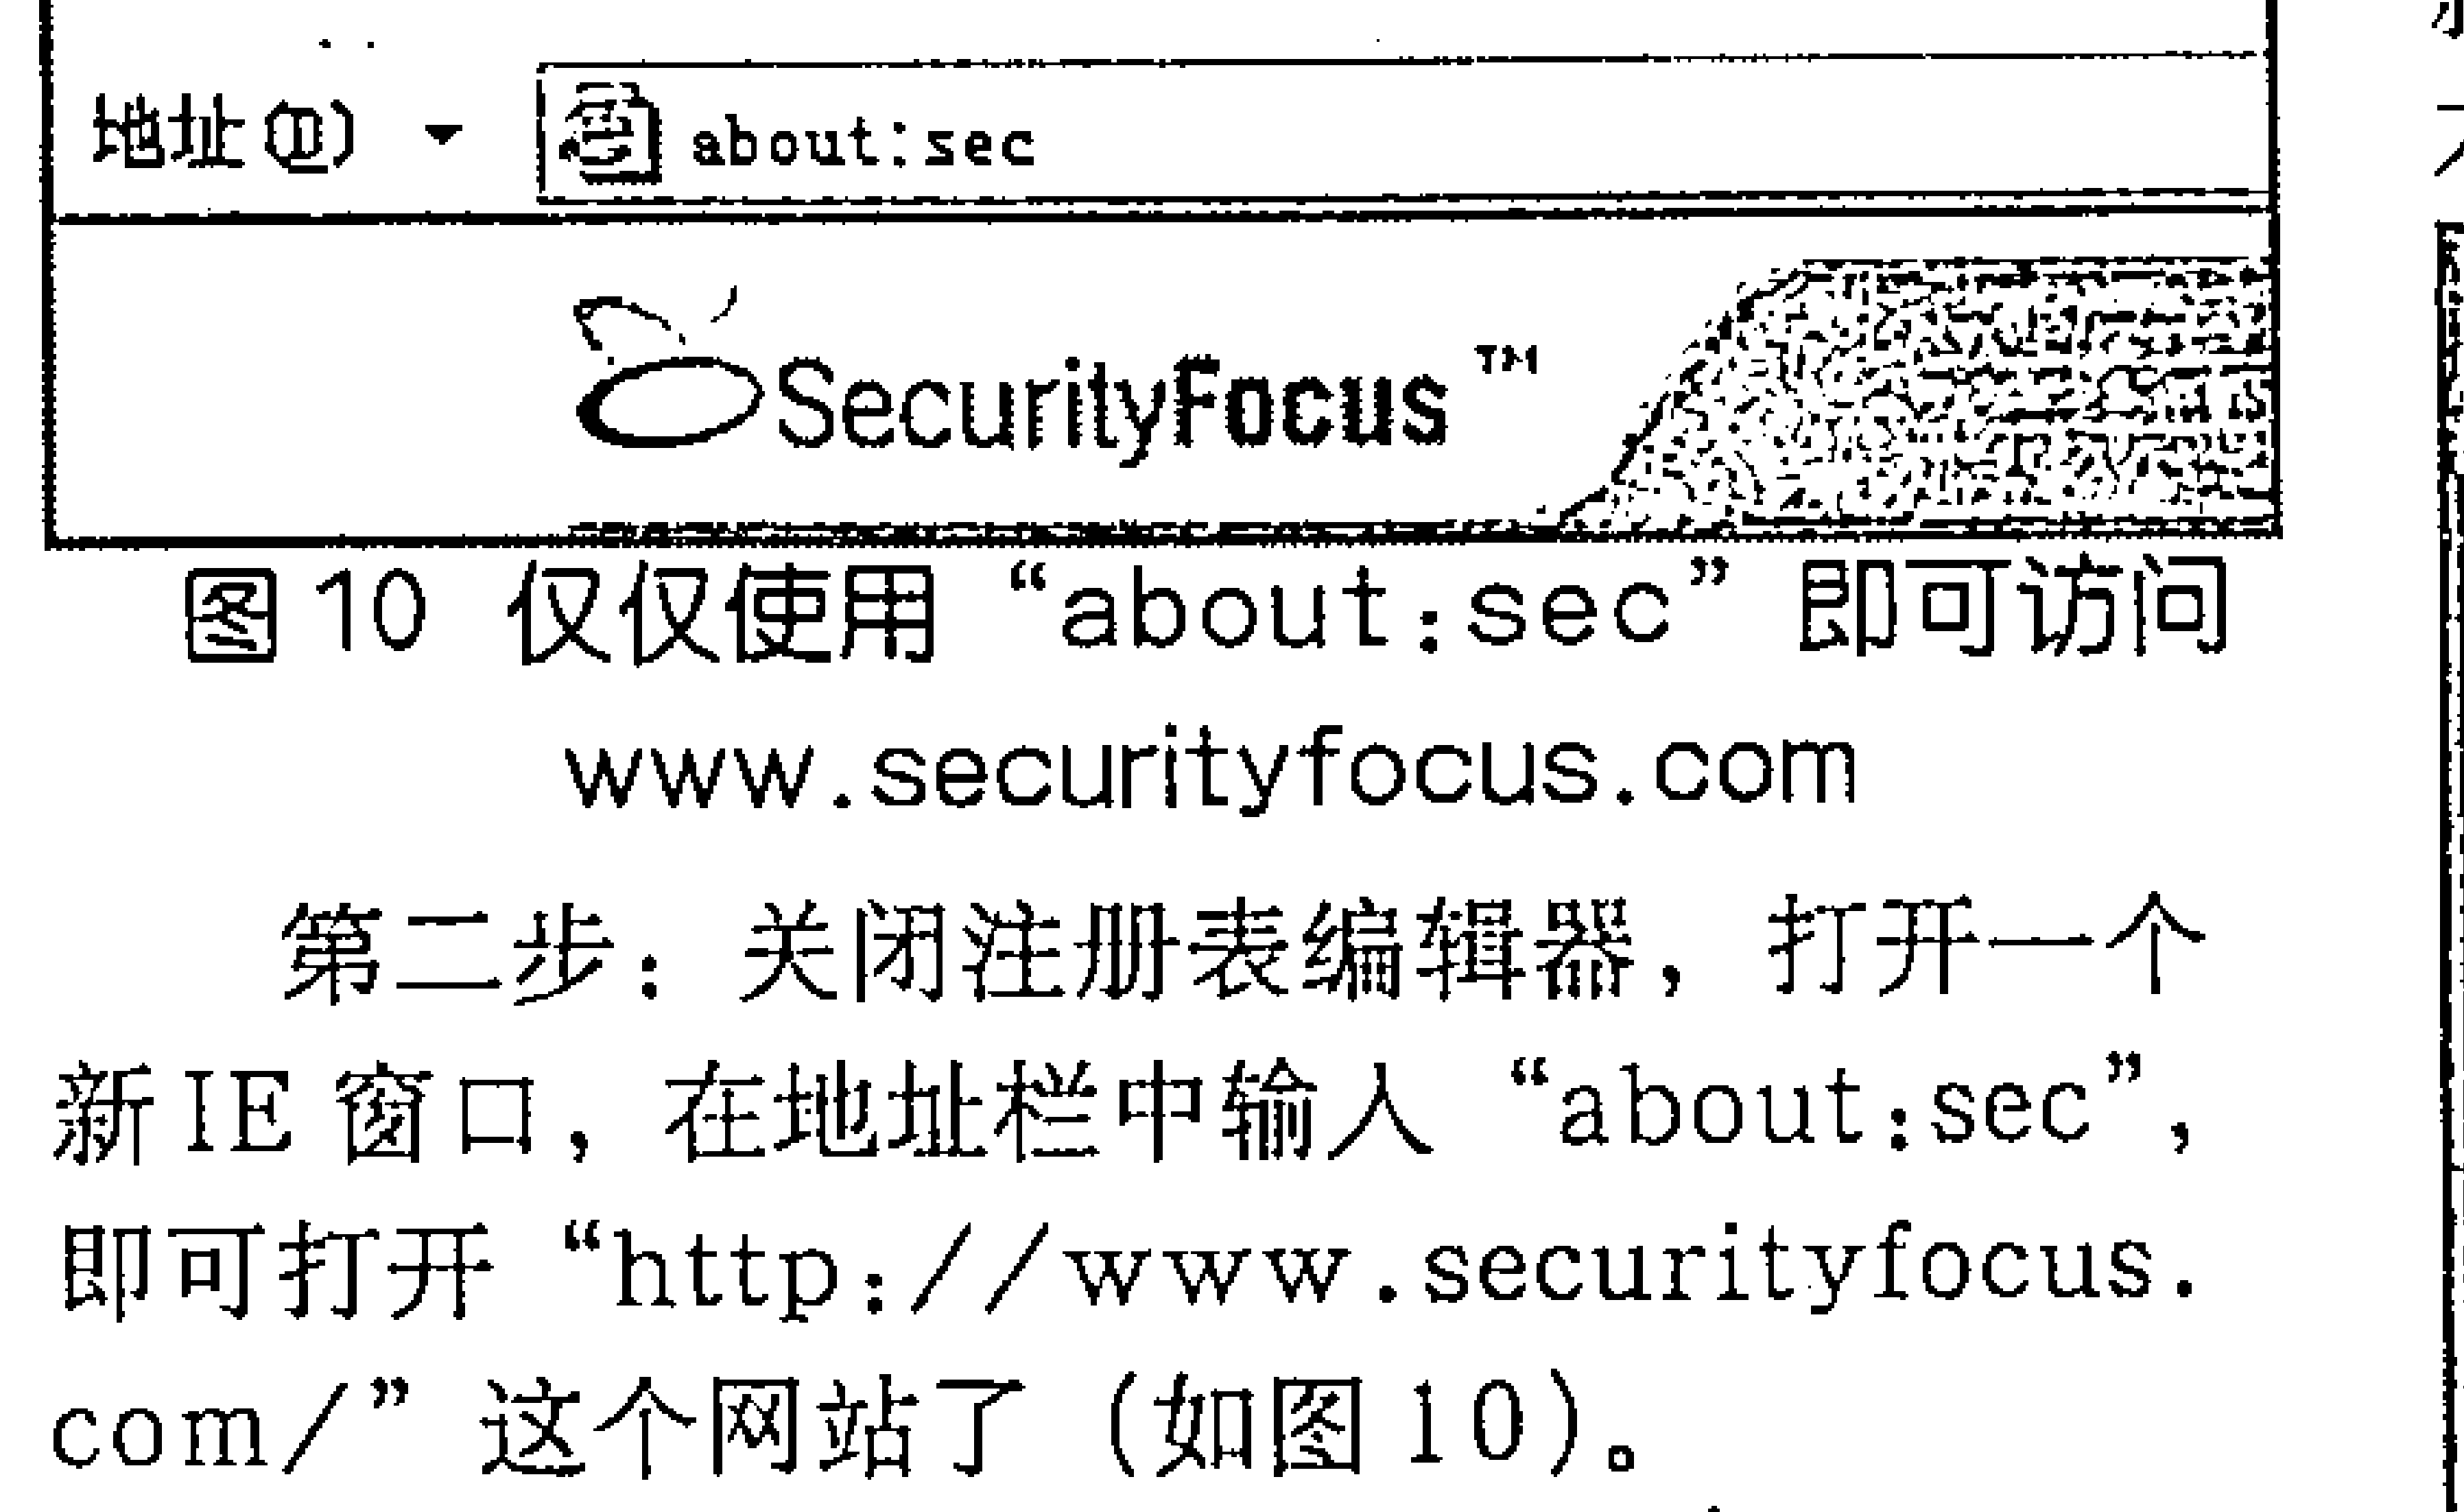 地址(D) about:sec
SecurityFocus™
图10 仅仅使用“about:sec”即可访问
www.securityfocus.com
第二步：关闭注册表编辑器，打开一个
新IE窗口，在地址栏中输入“about:sec”，
即可打开“http://www.securityfocus.
com/”这个网站了（如图10）。